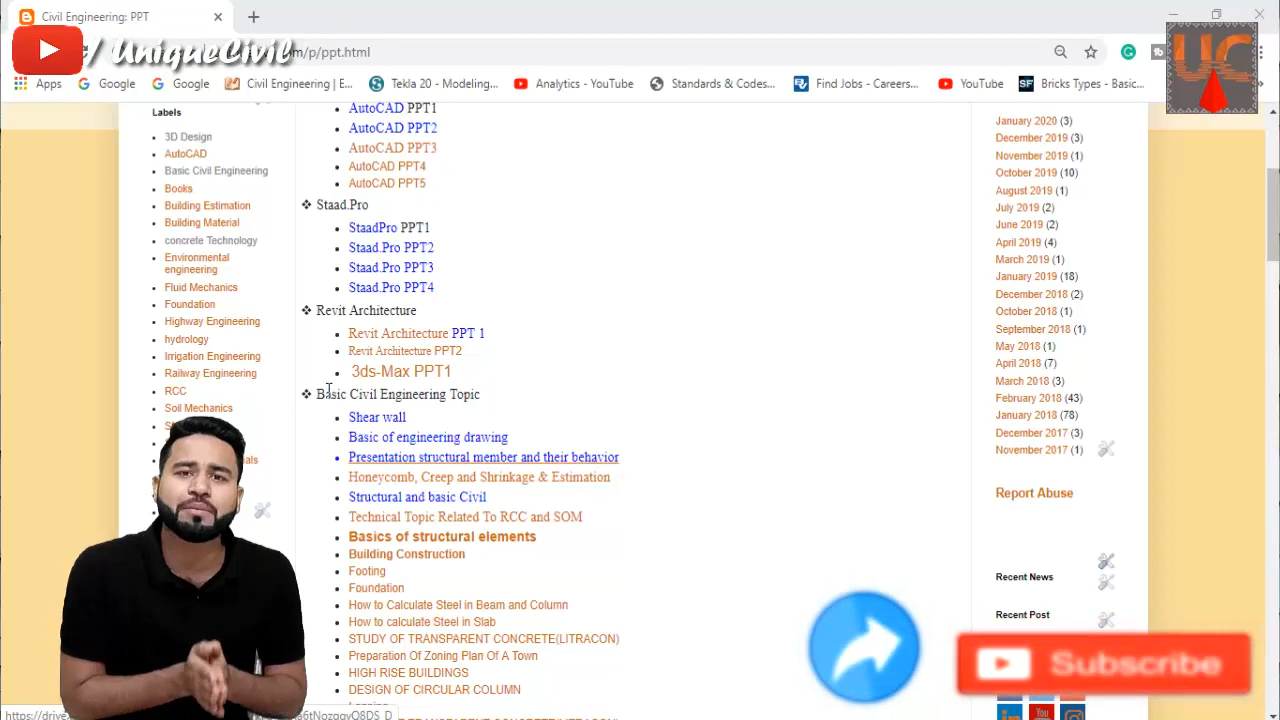 Civil Engineering: PPT
/ UniqueCivil
m/p/ppt.html
UC
Apps
Google
Google
Civil Engineering | E...
Tekla 20 - Modeling...
Analytics - YouTube
Standards & Codes...
Find Jobs - Careers...
YouTube
SF
Bricks Types - Basic...
Labels
3D Design
AutoCAD
Basic Civil Engineering
Books
Building Estimation
Building Material
concrete Technology
Environmental
engineering
Fluid Mechanics
Foundation
Highway Engineering
hydrology
Irrigation Engineering
Railway Engineering
RCC
Soil Mechanics
AutoCAD PPT1
AutoCAD PPT2
AutoCAD PPT3
AutoCAD PPT4
AutoCAD PPT5
❖ Staad.Pro
StaadPro PPT1
Staad.Pro PPT2
Staad.Pro PPT3
Staad.Pro PPT4
❖ Revit Architecture
Revit Architecture PPT 1
Revit Architecture PPT2
3ds-Max PPT1
❖ Basic Civil Engineering Topic
Shear wall
Basic of engineering drawing
Presentation structural member and their behavior
Honeycomb, Creep and Shrinkage & Estimation
Structural and basic Civil
Technical Topic Related To RCC and SOM
Basics of structural elements
Building Construction
Footing
Foundation
How to Calculate Steel in Beam and Column
How to calculate Steel in Slab
STUDY OF TRANSPARENT CONCRETE(LITRACON)
Preparation Of Zoning Plan Of A Town
HIGH RISE BUILDINGS
DESIGN OF CIRCULAR COLUMN
January 2020 (3)
December 2019 (3)
November 2019 (1)
October 2019 (10)
August 2019 (1)
July 2019 (2)
June 2019 (2)
April 2019 (4)
March 2019 (1)
January 2019 (18)
December 2018 (2)
October 2018 (1)
September 2018 (1)
May 2018 (1)
April 2018 (7)
March 2018 (3)
February 2018 (43)
January 2018 (78)
December 2017 (3)
November 2017 (1)
Report Abuse
Recent News
Recent Post
Subscribe